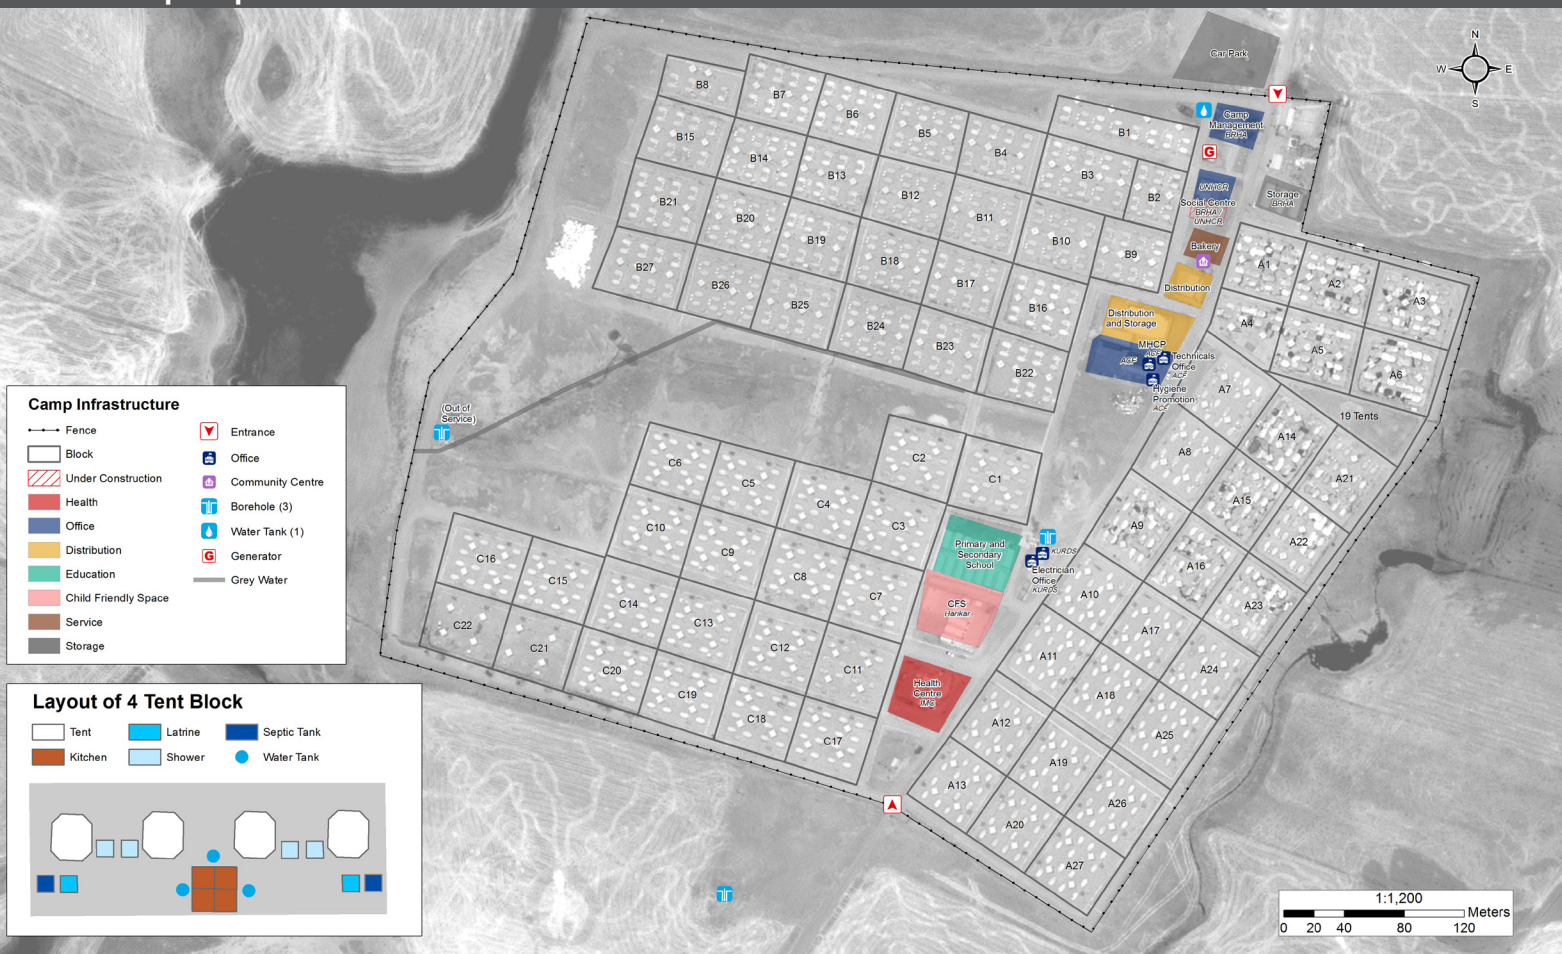 Car Park
N
W
E
S
Camp
Management
BRHA
G
UNHCR
Social Centre
BRHA /
UNHCR
Storage
BRHA
Bakery
Distribution
Distribution
and Storage
MHCP
ACF
ACF
Technicals
Office
ACF
Hygiene
Promotion
ACF
19 Tents
(Out of
Service)
B8
B7
B6
B5
B4
B1
B15
B14
B13
B12
B11
B3
B2
B21
B20
B19
B18
B17
B10
B9
B27
B26
B25
B24
B23
B16
B22
A1
A2
A3
A4
A5
A6
A7
A14
A21
A8
A15
A22
A9
A16
A23
A10
A17
A24
A11
A18
A25
A12
A19
A26
A13
A20
A27
C6
C5
C4
C2
C1
C10
C9
C8
C3
C16
C15
C14
C13
C7
C22
C21
C20
C19
C12
C11
C18
C17
Primary and
Secondary
School
KURDS
Electrician
Office
KURDS
CFS
Harikar
Health
Centre
IMC
Camp Infrastructure
Fence
Block
Under Construction
Health
Office
Distribution
Education
Child Friendly Space
Service
Storage
Entrance
Office
Community Centre
Borehole (3)
Water Tank (1)
G
Generator
Grey Water
Layout of 4 Tent Block
Tent
Latrine
Septic Tank
Kitchen
Shower
Water Tank
1:1,200
Meters
0 20 40 80 120